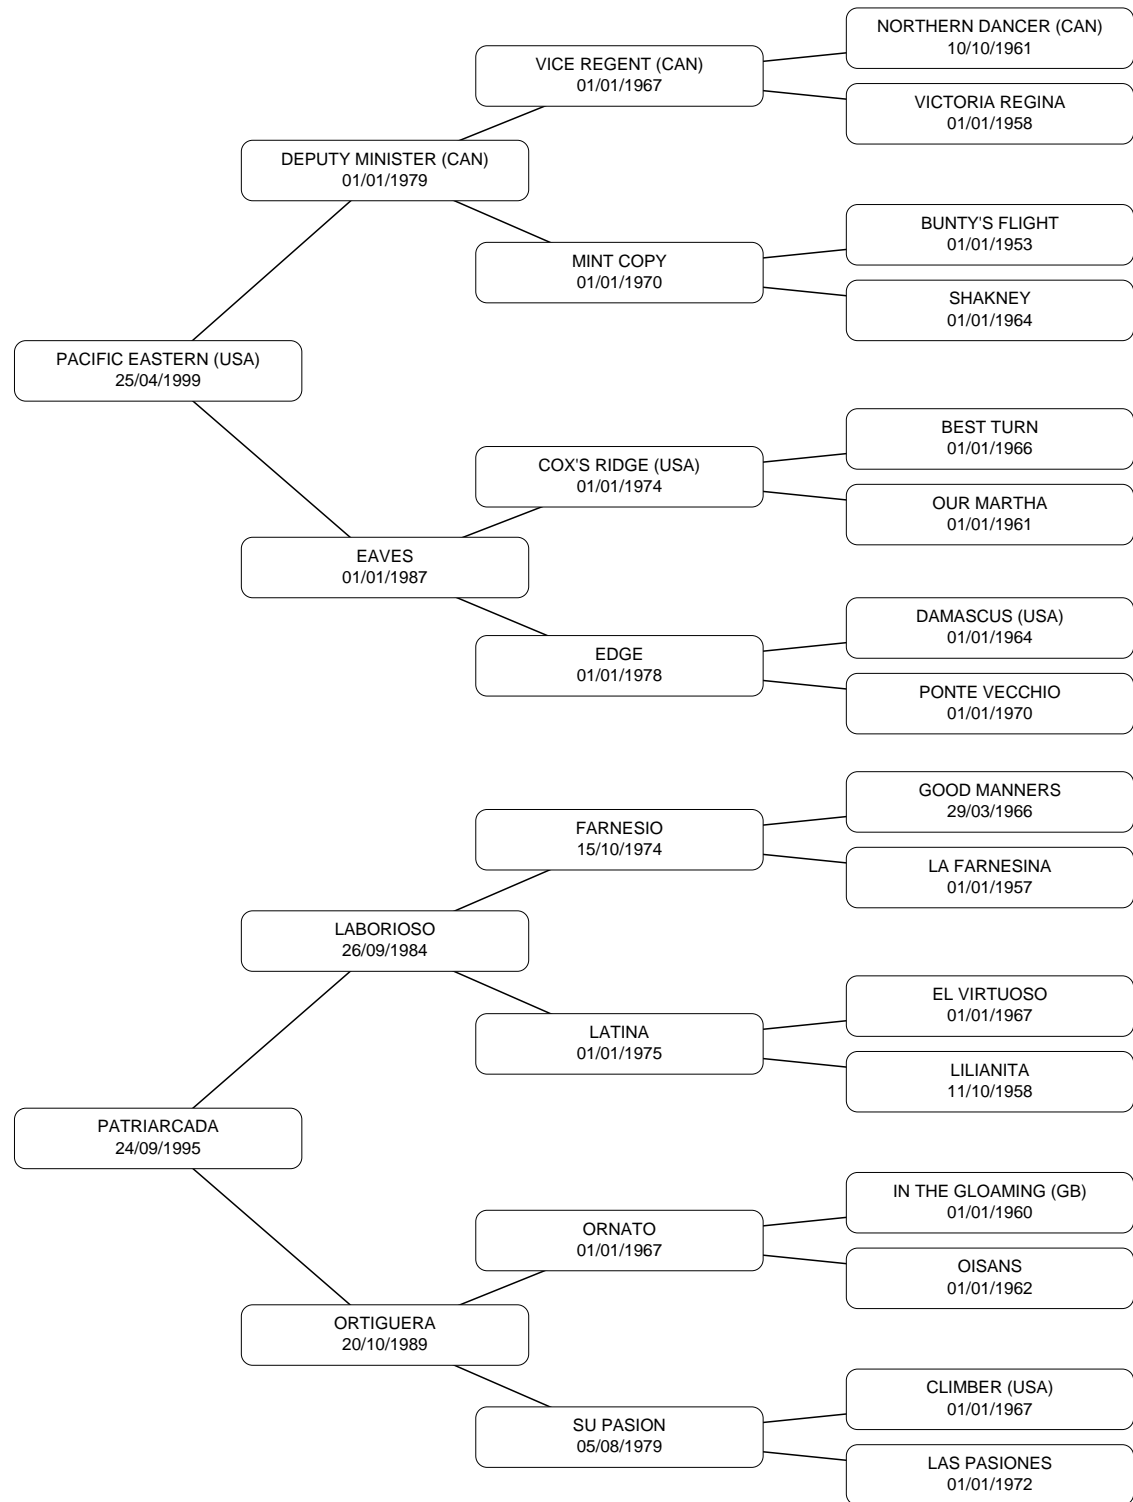 NORTHERN DANCER (CAN)
10/10/1961
VICE REGENT (CAN)
01/01/1967
VICTORIA REGINA
01/01/1958
DEPUTY MINISTER (CAN)
01/01/1979
BUNTY'S FLIGHT
01/01/1953
MINT COPY
01/01/1970
SHAKNEY
01/01/1964
PACIFIC EASTERN (USA)
25/04/1999
BEST TURN
01/01/1966
COX'S RIDGE (USA)
01/01/1974
OUR MARTHA
01/01/1961
EAVES
01/01/1987
DAMASCUS (USA)
01/01/1964
EDGE
01/01/1978
PONTE VECCHIO
01/01/1970
GOOD MANNERS
29/03/1966
FARNESIO
15/10/1974
LA FARNESINA
01/01/1957
LABORIOSO
26/09/1984
EL VIRTUOSO
01/01/1967
LATINA
01/01/1975
LILIANITA
11/10/1958
PATRIARCADA
24/09/1995
IN THE GLOAMING (GB)
01/01/1960
ORNATO
01/01/1967
OISANS
01/01/1962
ORTIGUERA
20/10/1989
CLIMBER (USA)
01/01/1967
SU PASION
05/08/1979
LAS PASIONES
01/01/1972